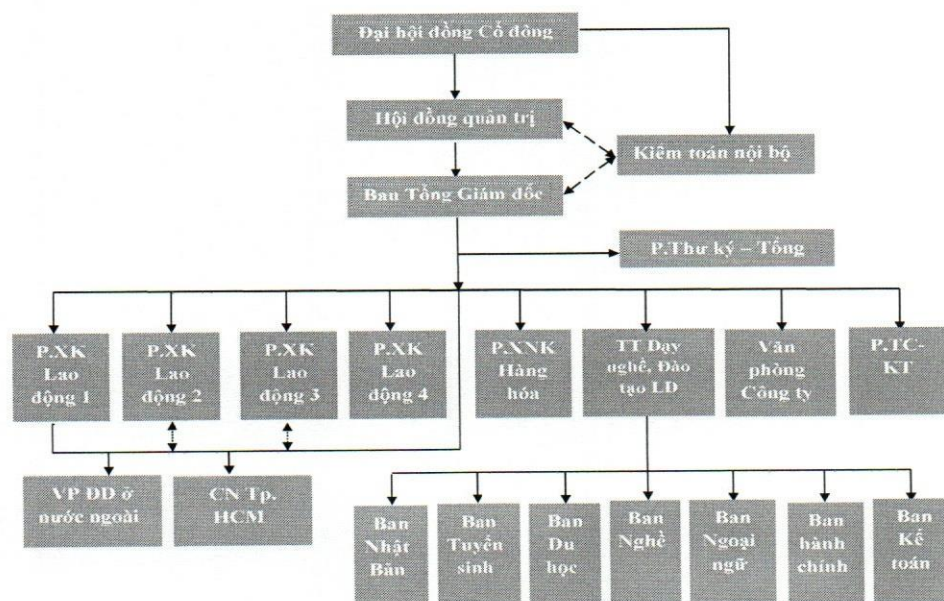 Đại hội đồng Cổ đông
Hội đồng quản trị
Kiểm toán nội bộ
Ban Tổng Giám đốc
P.Thư ký – Tổng
P.XK
Lao
động 1
P.XK
Lao
động 2
P.XK
Lao
động 3
P.XK
Lao
động 4
P.XNK
Hàng
hóa
TT Dạy
nghề, Đào
tạo LD
Văn
phòng
Công ty
P.TC-
KT
VP ĐD ở
nước ngoài
CN Tp.
HCM
Ban
Nhật
Bản
Ban
Tuyển
sinh
Ban
Du
học
Ban
Nghề
Ban
Ngoại
ngữ
Ban
hành
chính
Ban
Kế
toán